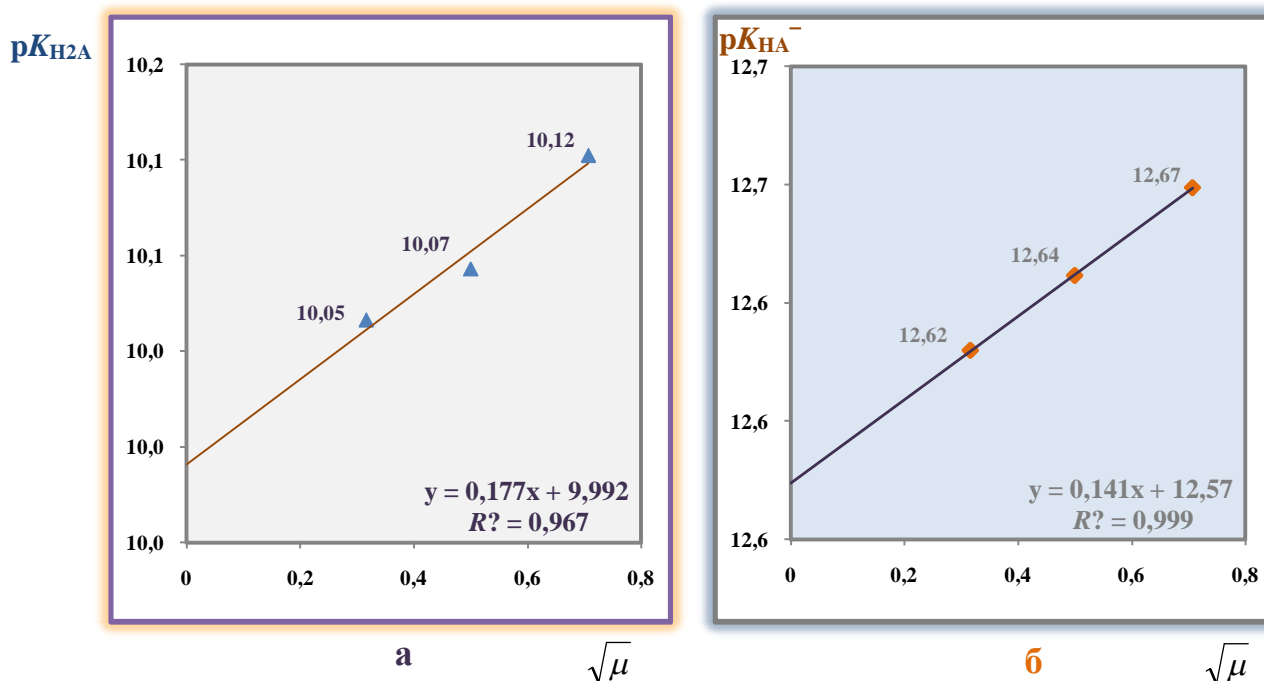 pK_H2A
10,2
10,1
10,1
10,0
10,0
10,0
10,12
10,07
10,05
y = 0,177x + 9,992
R? = 0,967
0 0,2 0,4 0,6 0,8
а √μ
pK_HA⁻
12,7
12,7
12,6
12,6
12,6
12,67
12,64
12,62
y = 0,141x + 12,57
R? = 0,999
0 0,2 0,4 0,6 0,8
б √μ